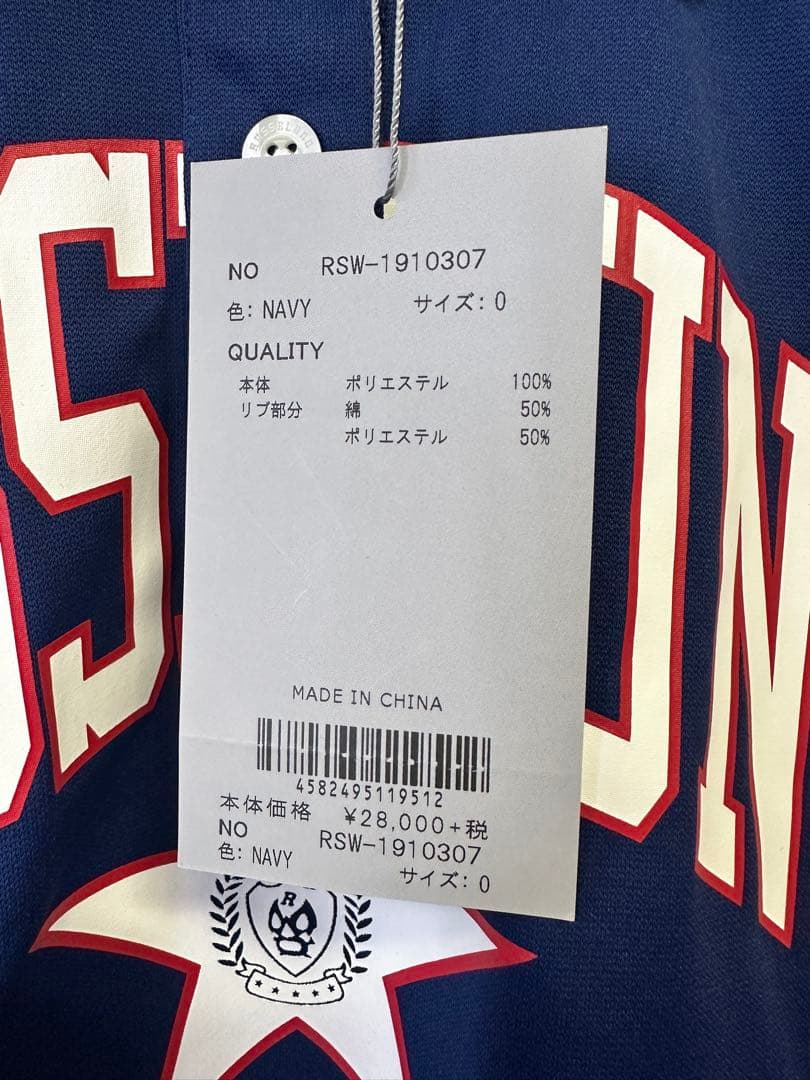 NO RSW-1910307
色: NAVY サイズ: 0
QUALITY
本体 ポリエステル 100%
リブ部分 綿 50%
ポリエステル 50%
MADE IN CHINA
4582495119512
本体価格 ¥28,000+税
NO RSW-1910307
色: NAVY サイズ: 0
R